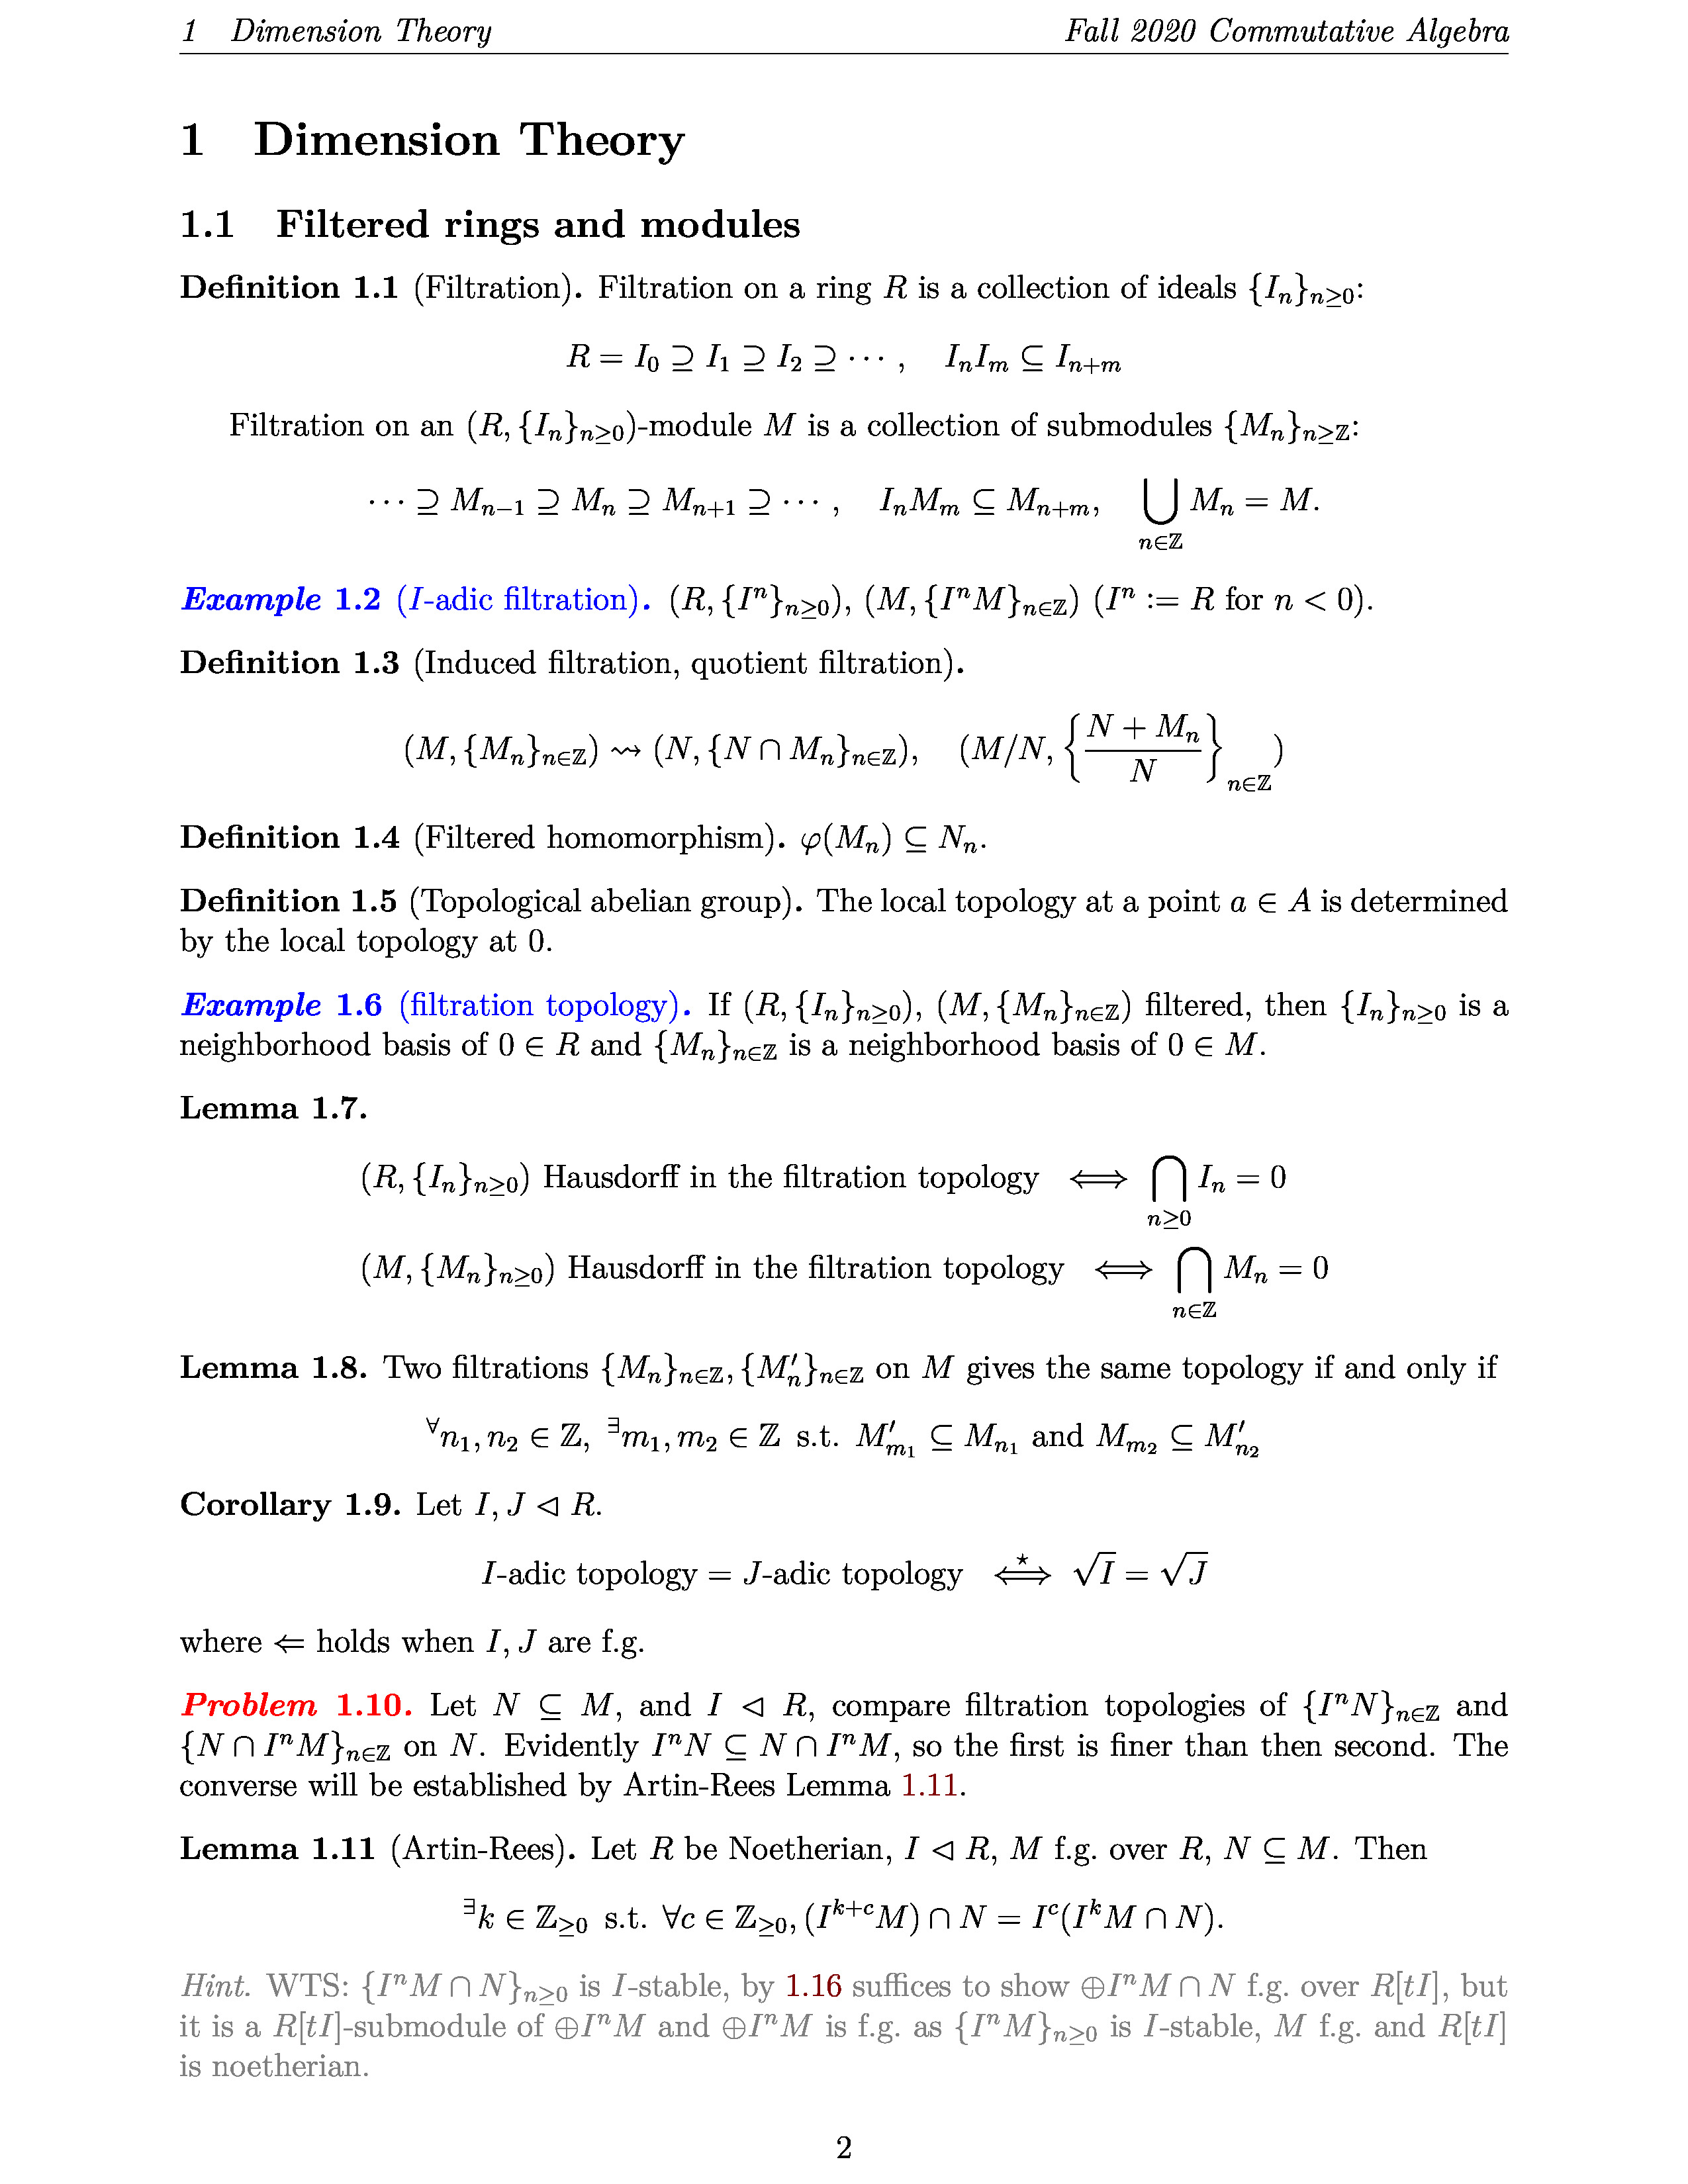 1 Dimension Theory Fall 2020 Commutative Algebra
1 Dimension Theory
1.1 Filtered rings and modules
Definition 1.1 (Filtration). Filtration on a ring $R$ is a collection of ideals $\{I_n\}_{n\geq 0}$:
$R = I_0 \supseteq I_1 \supseteq I_2 \supseteq \cdots, \quad I_n I_m \subseteq I_{n+m}$
Filtration on an $(R, \{I_n\}_{n\geq 0})$-module $M$ is a collection of submodules $\{M_n\}_{n\geq \mathbb{Z}}$:
$\cdots \supseteq M_{n-1} \supseteq M_n \supseteq M_{n+1} \supseteq \cdots, \quad I_n M_m \subseteq M_{n+m}, \quad \bigcup_{n\in\mathbb{Z}} M_n = M.$
Example 1.2 ($I$-adic filtration). $(R, \{I^n\}_{n\geq 0})$, $(M, \{I^n M\}_{n\in\mathbb{Z}})$ ($I^n := R$ for $n < 0$).
Definition 1.3 (Induced filtration, quotient filtration).
$(M, \{M_n\}_{n\in\mathbb{Z}}) \rightsquigarrow (N, \{N \cap M_n\}_{n\in\mathbb{Z}}), \quad (M/N, \left\{\frac{N + M_n}{N}\right\}_{n\in\mathbb{Z}})$
Definition 1.4 (Filtered homomorphism). $\varphi(M_n) \subseteq N_n$.
Definition 1.5 (Topological abelian group). The local topology at a point $a \in A$ is determined
by the local topology at 0.
Example 1.6 (filtration topology). If $(R, \{I_n\}_{n\geq 0})$, $(M, \{M_n\}_{n\in\mathbb{Z}})$ filtered, then $\{I_n\}_{n\geq 0}$ is a
neighborhood basis of $0 \in R$ and $\{M_n\}_{n\in\mathbb{Z}}$ is a neighborhood basis of $0 \in M$.
Lemma 1.7.
$(R, \{I_n\}_{n\geq 0})$ Hausdorff in the filtration topology $\iff \bigcap_{n\geq 0} I_n = 0$
$(M, \{M_n\}_{n\geq 0})$ Hausdorff in the filtration topology $\iff \bigcap_{n\in\mathbb{Z}} M_n = 0$
Lemma 1.8. Two filtrations $\{M_n\}_{n\in\mathbb{Z}}, \{M'_n\}_{n\in\mathbb{Z}}$ on $M$ gives the same topology if and only if
${}^\forall n_1, n_2 \in \mathbb{Z}, {}^\exists m_1, m_2 \in \mathbb{Z}$ s.t. $M'_{m_1} \subseteq M_{n_1}$ and $M_{m_2} \subseteq M'_{n_2}$
Corollary 1.9. Let $I, J \lhd R$.
$I$-adic topology = $J$-adic topology $\stackrel{\star}{\iff} \sqrt{I} = \sqrt{J}$
where $\Leftarrow$ holds when $I, J$ are f.g.
Problem 1.10. Let $N \subseteq M$, and $I \lhd R$, compare filtration topologies of $\{I^n N\}_{n\in\mathbb{Z}}$ and
$\{N \cap I^n M\}_{n\in\mathbb{Z}}$ on $N$. Evidently $I^n N \subseteq N \cap I^n M$, so the first is finer than then second. The
converse will be established by Artin-Rees Lemma 1.11.
Lemma 1.11 (Artin-Rees). Let $R$ be Noetherian, $I \lhd R$, $M$ f.g. over $R$, $N \subseteq M$. Then
${}^\exists k \in \mathbb{Z}_{\geq 0}$ s.t. $\forall c \in \mathbb{Z}_{\geq 0}, (I^{k+c} M) \cap N = I^c(I^k M \cap N).$
Hint. WTS: $\{I^n M \cap N\}_{n\geq 0}$ is $I$-stable, by 1.16 suffices to show $\oplus I^n M \cap N$ f.g. over $R[tI]$, but
it is a $R[tI]$-submodule of $\oplus I^n M$ and $\oplus I^n M$ is f.g. as $\{I^n M\}_{n\geq 0}$ is $I$-stable, $M$ f.g. and $R[tI]$
is noetherian.
2